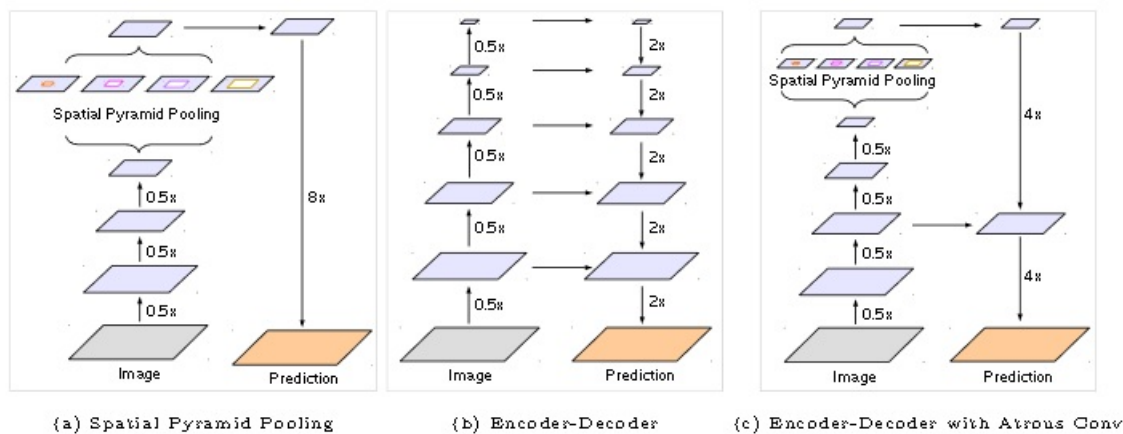 Spatial Pyramid Pooling
0.5x
0.5x
0.5x
8x
Image
Prediction
(a) Spatial Pyramid Pooling
0.5x
2x
0.5x
2x
0.5x
2x
0.5x
2x
0.5x
2x
Image
Prediction
(b) Encoder-Decoder
Spatial Pyramid Pooling
0.5x
0.5x
0.5x
0.5x
4x
4x
Image
Prediction
(c) Encoder-Decoder with Atrous Conv